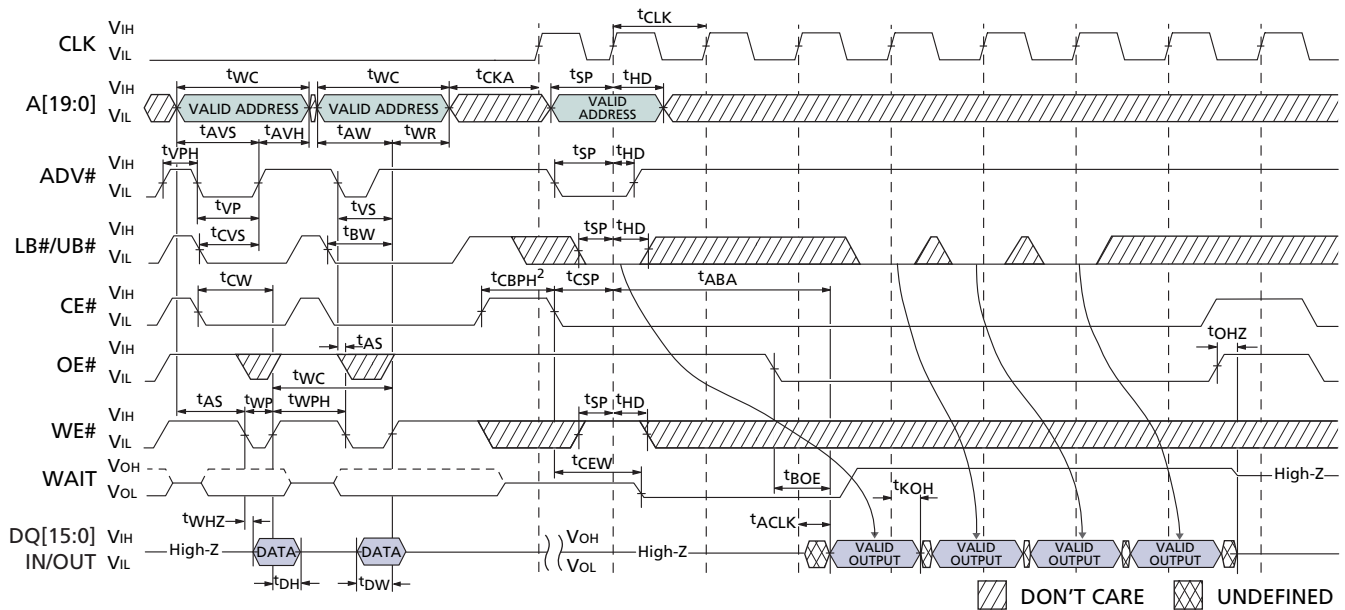 CLK VIH VIL tCLK
A[19:0] VIH VIL tWC tWC tCKA tSP tHD
VALID ADDRESS VALID ADDRESS VALID ADDRESS
tAVS tAVH tAW tWR
ADV# VIH VIL tVPH tSP tHD
tVP tVS
LB#/UB# VIH VIL tCVS tBW tSP tHD
CE# VIH VIL tCW tCBPH2 tCSP tABA
OE# VIH VIL tAS tOHZ
tWC
WE# VIH VIL tAS tWP tWPH tSP tHD
WAIT VOH VOL tCEW tBOE tKOH High-Z
tWHZ tACLK
DQ[15:0] IN/OUT VIH VIL High-Z DATA DATA VOH VOL High-Z VALID OUTPUT VALID OUTPUT VALID OUTPUT VALID OUTPUT
tDH tDW
DON'T CARE UNDEFINED